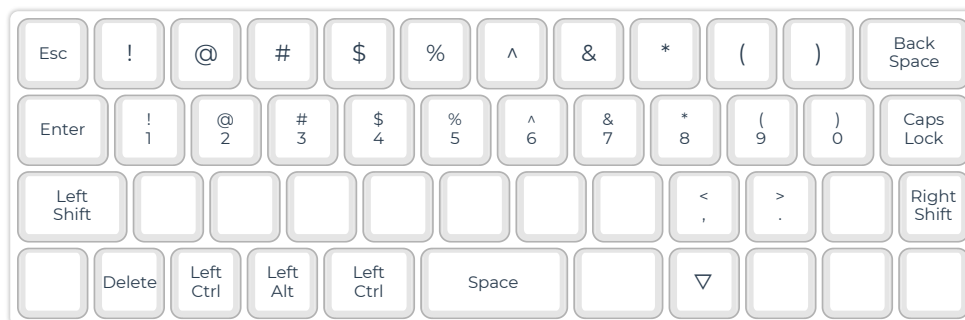 Esc ! @ # $ % ^ & * ( ) Back Space
Enter ! 1 @ 2 # 3 $ 4 % 5 ^ 6 & 7 * 8 ( 9 ) 0 Caps Lock
Left Shift < , > . Right Shift
Delete Left Ctrl Left Alt Left Ctrl Space ▽